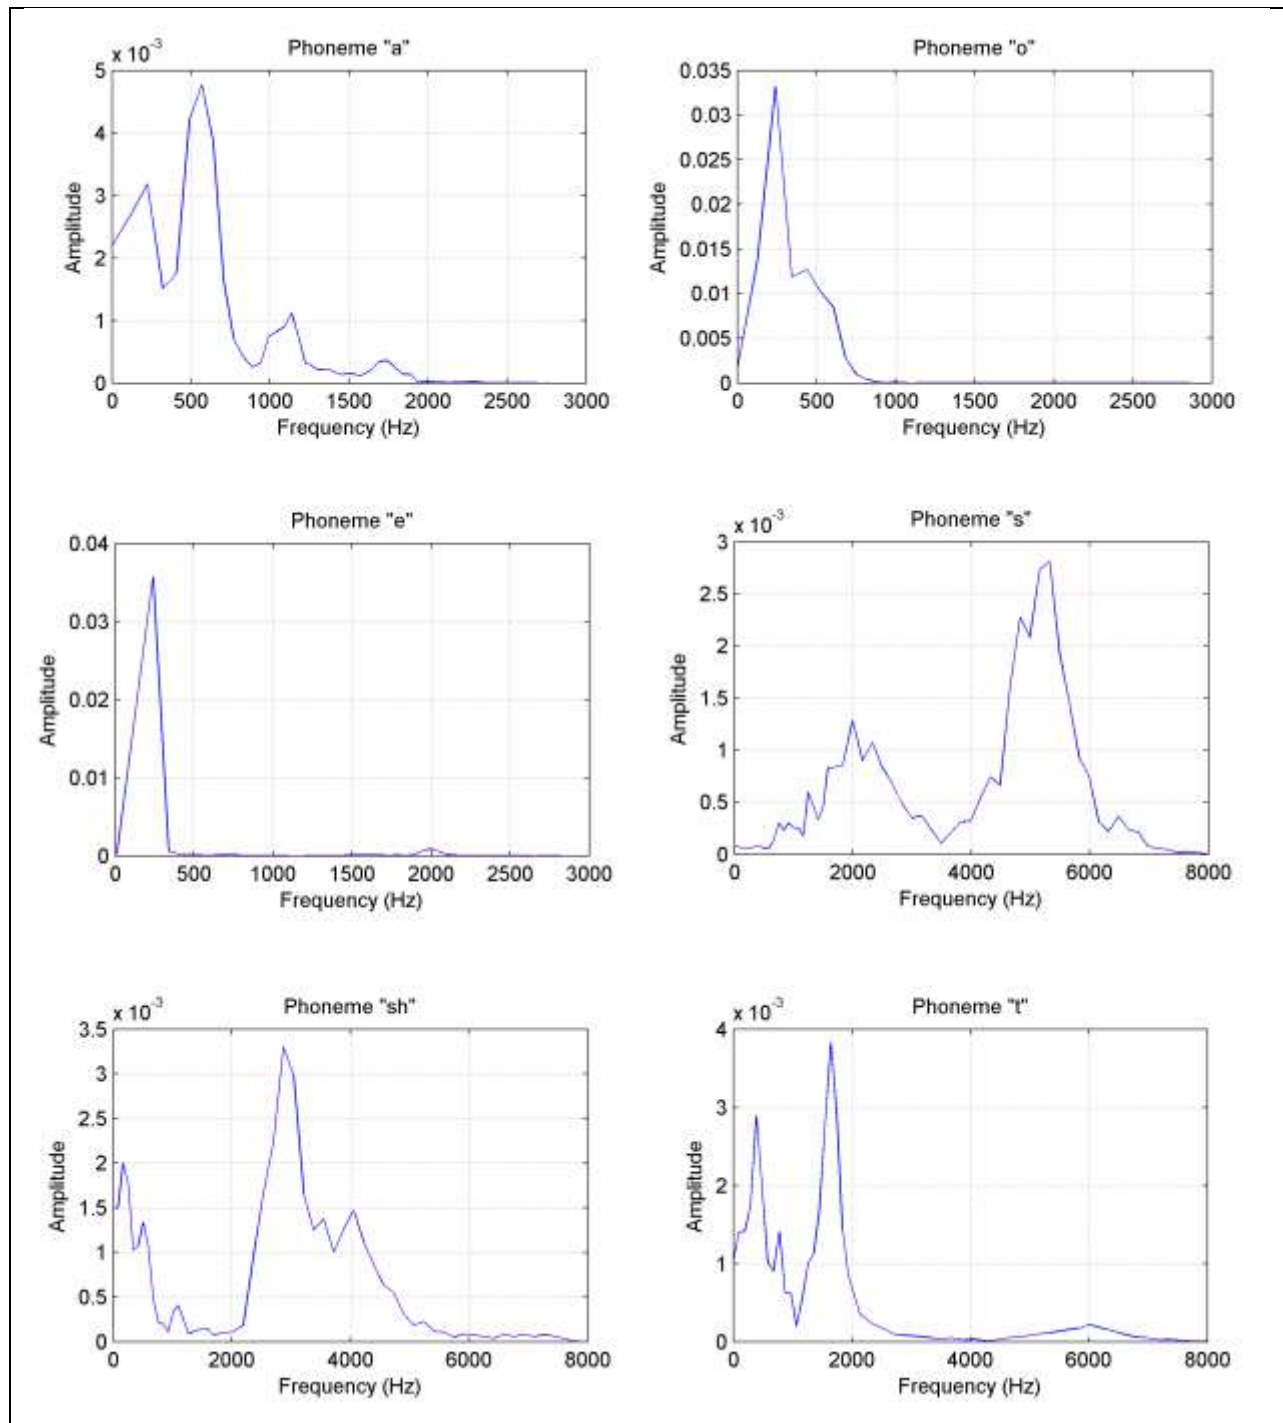 Phoneme "a"
x 10^-3
5
4
3
2
1
0
Amplitude
0 500 1000 1500 2000 2500 3000
Frequency (Hz)
Phoneme "o"
0.035
0.03
0.025
0.02
0.015
0.01
0.005
0
Amplitude
0 500 1000 1500 2000 2500 3000
Frequency (Hz)
Phoneme "e"
0.04
0.03
0.02
0.01
0
Amplitude
0 500 1000 1500 2000 2500 3000
Frequency (Hz)
Phoneme "s"
x 10^-3
3
2.5
2
1.5
1
0.5
0
Amplitude
0 2000 4000 6000 8000
Frequency (Hz)
Phoneme "sh"
x 10^-3
3.5
3
2.5
2
1.5
1
0.5
0
Amplitude
0 2000 4000 6000 8000
Frequency (Hz)
Phoneme "t"
x 10^-3
4
3
2
1
0
Amplitude
0 2000 4000 6000 8000
Frequency (Hz)